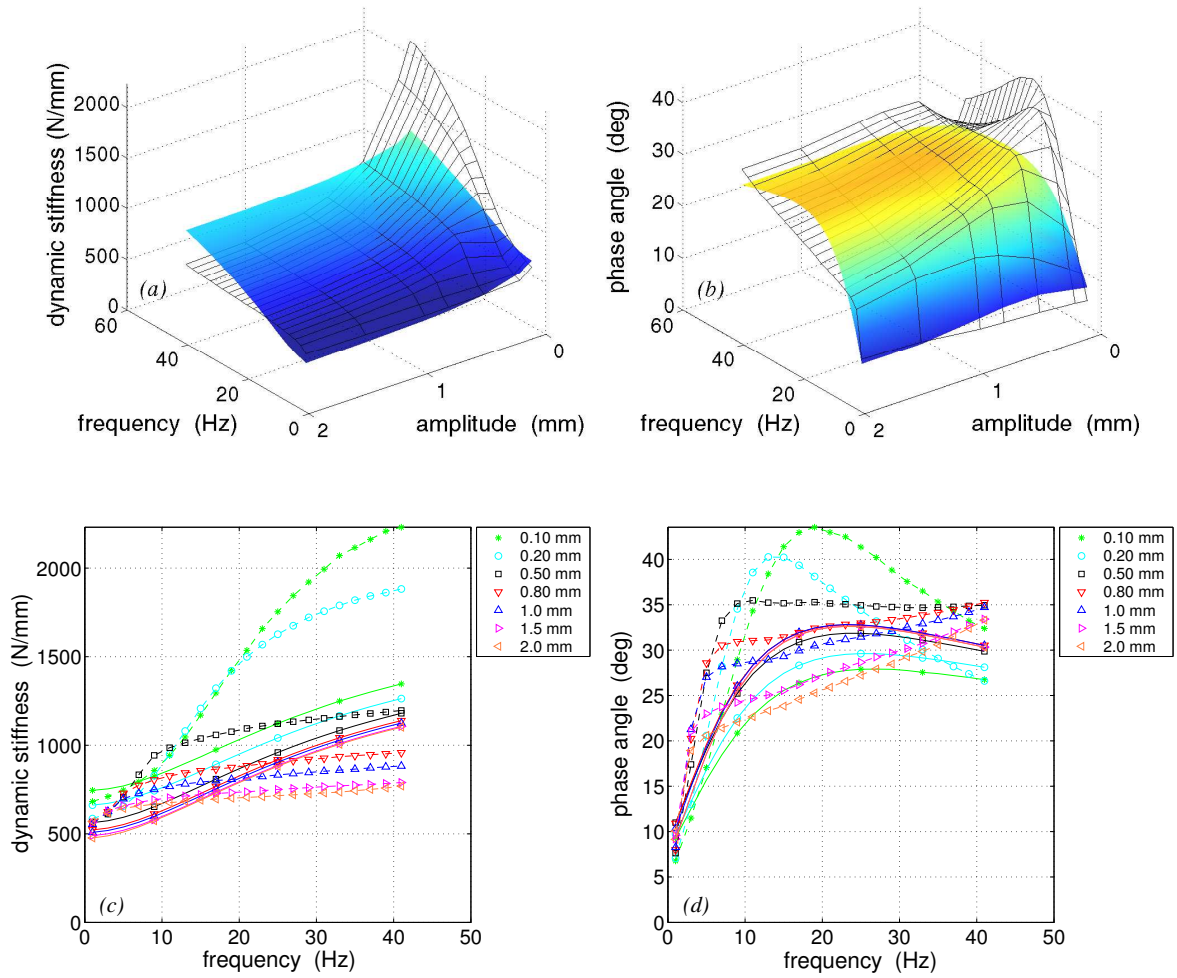 dynamic stiffness (N/mm)
2000
1500
1000
500
0
60
40
20
0
2
1
0
frequency (Hz)
amplitude (mm)
(a)
phase angle (deg)
40
30
20
10
0
60
40
20
0
2
1
0
frequency (Hz)
amplitude (mm)
(b)
dynamic stiffness (N/mm)
2000
1500
1000
500
0
0
10
20
30
40
50
frequency (Hz)
(c)
0.10 mm
0.20 mm
0.50 mm
0.80 mm
1.0 mm
1.5 mm
2.0 mm
phase angle (deg)
40
35
30
25
20
15
10
5
0
0
10
20
30
40
50
frequency (Hz)
(d)
0.10 mm
0.20 mm
0.50 mm
0.80 mm
1.0 mm
1.5 mm
2.0 mm